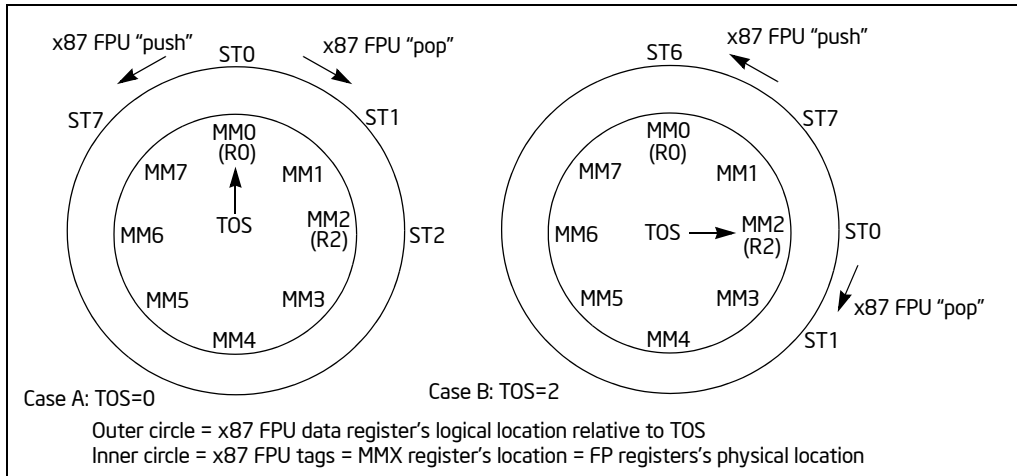 x87 FPU “push”
x87 FPU “pop”
ST0
ST7
ST1
MM0
(R0)
MM7
MM1
MM6
TOS
MM2
(R2)
ST2
MM5
MM3
MM4
Case A: TOS=0
x87 FPU “push”
ST6
ST7
MM0
(R0)
MM7
MM1
MM6
TOS
MM2
(R2)
ST0
MM5
MM3
x87 FPU “pop”
MM4
ST1
Case B: TOS=2
Outer circle = x87 FPU data register’s logical location relative to TOS
Inner circle = x87 FPU tags = MMX register’s location = FP registers’s physical location